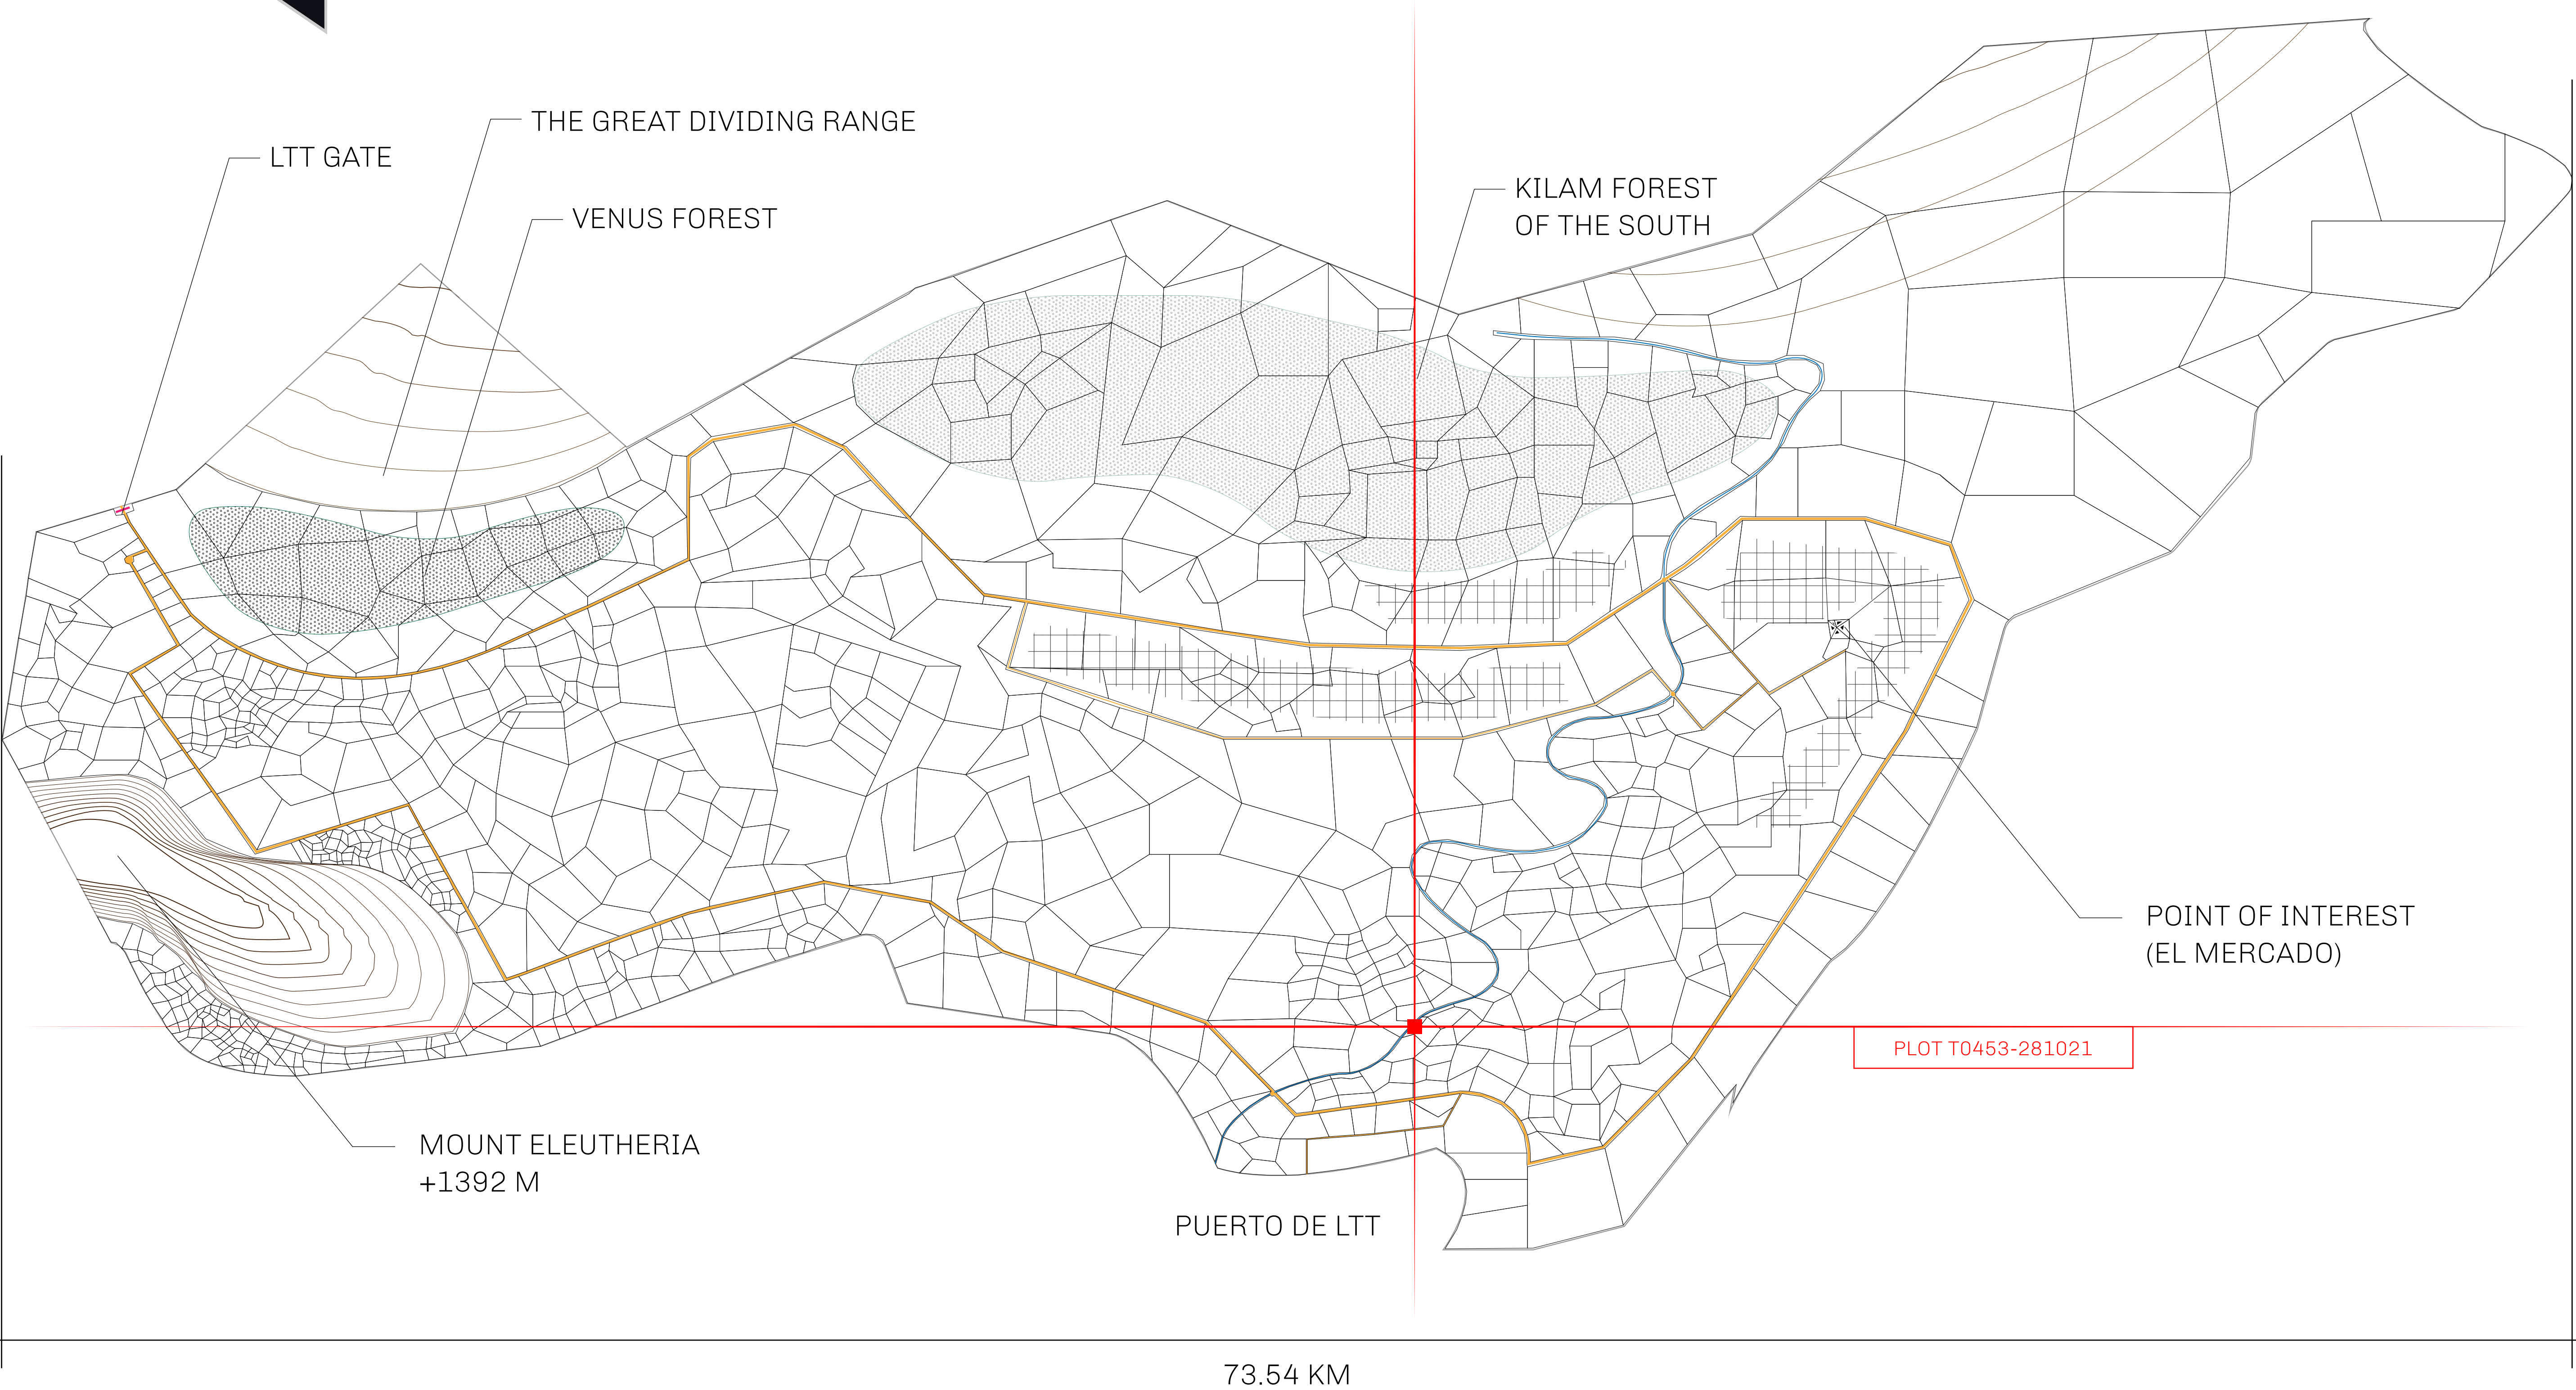 THE GREAT DIVIDING RANGE
LTT GATE
VENUS FOREST
KILAM FOREST
OF THE SOUTH
POINT OF INTEREST
(EL MERCADO)
PLOT T0453-281021
MOUNT ELEUTHERIA
+1392 M
PUERTO DE LTT
73.54 KM